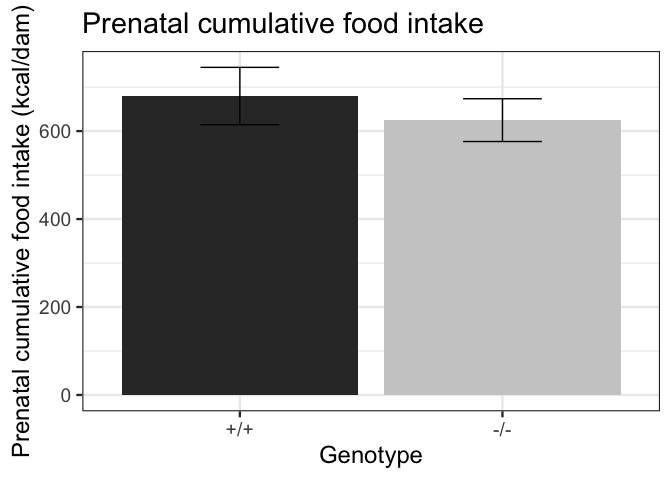 Prenatal cumulative food intake
Prenatal cumulative food intake (kcal/dam)
600
400
200
0
+/+
-/-
Genotype